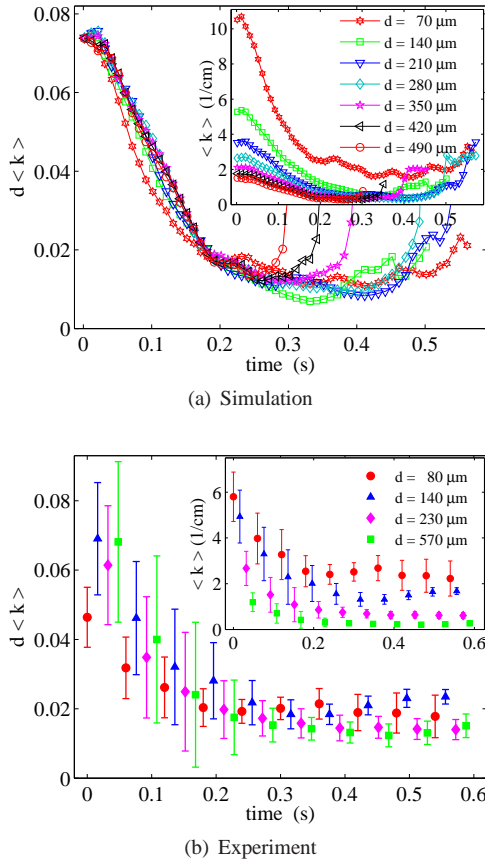 10
8
6
4
2
0
< k > (1/cm)
0
0.1
0.2
0.3
0.4
0.5
d = 70 µm
d = 140 µm
d = 210 µm
d = 280 µm
d = 350 µm
d = 420 µm
d = 490 µm
0.08
0.06
0.04
0.02
0
d < k >
0
0.1
0.2
0.3
0.4
0.5
time (s)
(a) Simulation
6
4
2
0
< k > (1/cm)
0
0.2
0.4
0.6
d = 80 µm
d = 140 µm
d = 230 µm
d = 570 µm
0.08
0.06
0.04
0.02
0
d < k >
0
0.1
0.2
0.3
0.4
0.5
0.6
time (s)
(b) Experiment